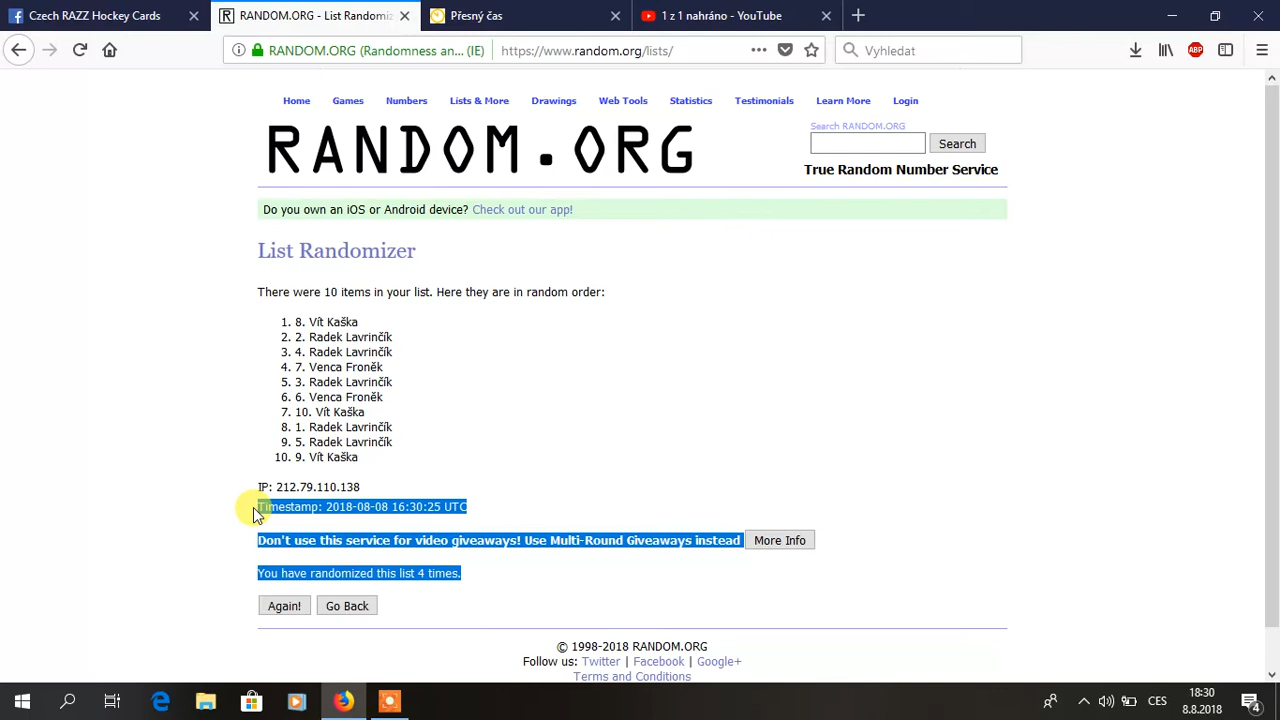 Czech RAZZ Hockey Cards
RANDOM.ORG - List Randomize
Přesný čas
1 z 1 nahráno - YouTube
RANDOM.ORG (Randomness an... (IE)
https://www.random.org/lists/
Vyhledat
ABP
Home
Games
Numbers
Lists & More
Drawings
Web Tools
Statistics
Testimonials
Learn More
Login
RANDOM.ORG
Search RANDOM.ORG
Search
True Random Number Service
Do you own an iOS or Android device? Check out our app!
List Randomizer
There were 10 items in your list. Here they are in random order:
1. 8. Vít Kaška
2. 2. Radek Lavrinčík
3. 4. Radek Lavrinčík
4. 7. Venca Froněk
5. 3. Radek Lavrinčík
6. 6. Venca Froněk
7. 10. Vít Kaška
8. 1. Radek Lavrinčík
9. 5. Radek Lavrinčík
10. 9. Vít Kaška
IP: 212.79.110.138
Timestamp: 2018-08-08 16:30:25 UTC
Don't use this service for video giveaways! Use Multi-Round Giveaways instead
More Info
You have randomized this list 4 times.
Again!
Go Back
© 1998-2018 RANDOM.ORG
Follow us: Twitter | Facebook | Google+
Terms and Conditions
CES
18:30
8.8.2018
4